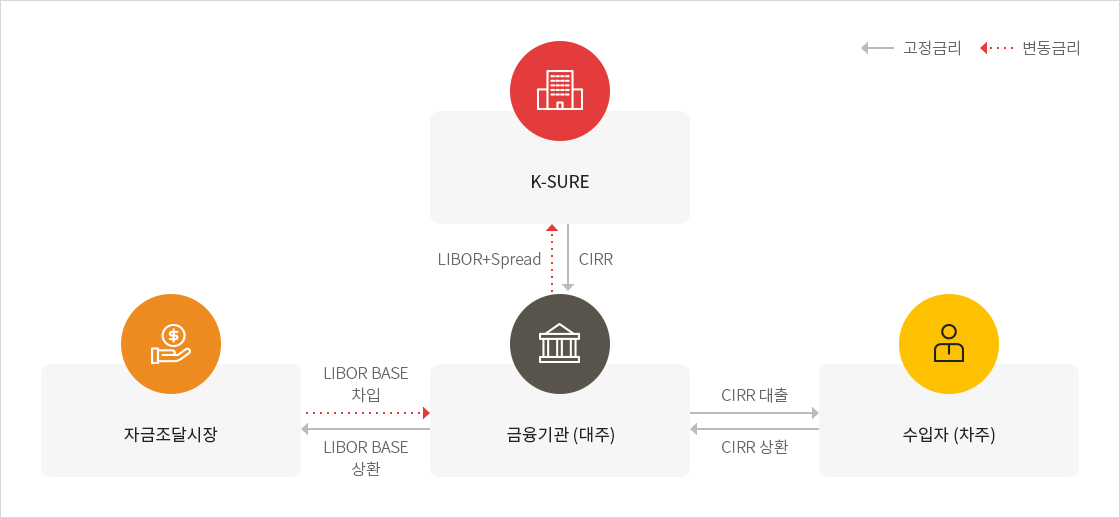 고정금리
변동금리
K-SURE
LIBOR+Spread
CIRR
LIBOR BASE
차입
CIRR 대출
자금조달시장
금융기관 (대주)
수입자 (차주)
LIBOR BASE
상환
CIRR 상환